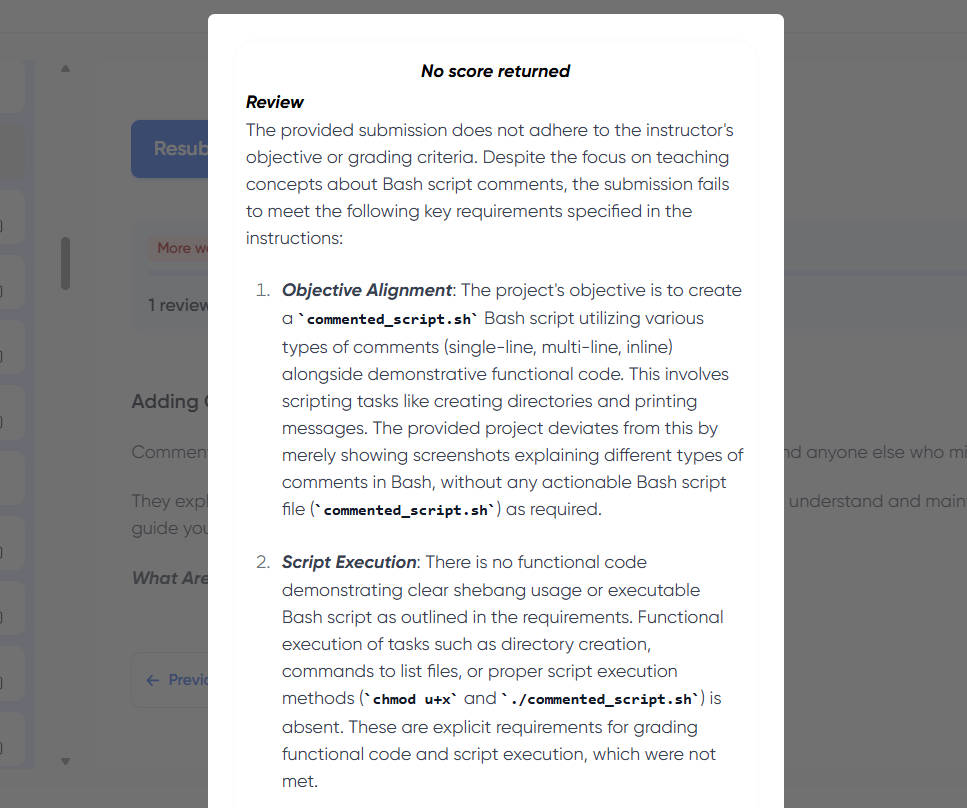 No score returned
Review
The provided submission does not adhere to the instructor's
objective or grading criteria. Despite the focus on teaching
concepts about Bash script comments, the submission fails
to meet the following key requirements specified in the
instructions:
1. Objective Alignment: The project's objective is to create
a `commented_script.sh` Bash script utilizing various
types of comments (single-line, multi-line, inline)
alongside demonstrative functional code. This involves
scripting tasks like creating directories and printing
messages. The provided project deviates from this by
merely showing screenshots explaining different types of
comments in Bash, without any actionable Bash script
file (`commented_script.sh`) as required.
2. Script Execution: There is no functional code
demonstrating clear shebang usage or executable
Bash script as outlined in the requirements. Functional
execution of tasks such as directory creation,
commands to list files, or proper script execution
methods (`chmod u+x` and `./commented_script.sh`) is
absent. These are explicit requirements for grading
functional code and script execution, which were not
met.
Resub
More we
1 review
Adding
Commen
nd anyone else who mi
They expl
understand and main
guide you
What Are
← Previo